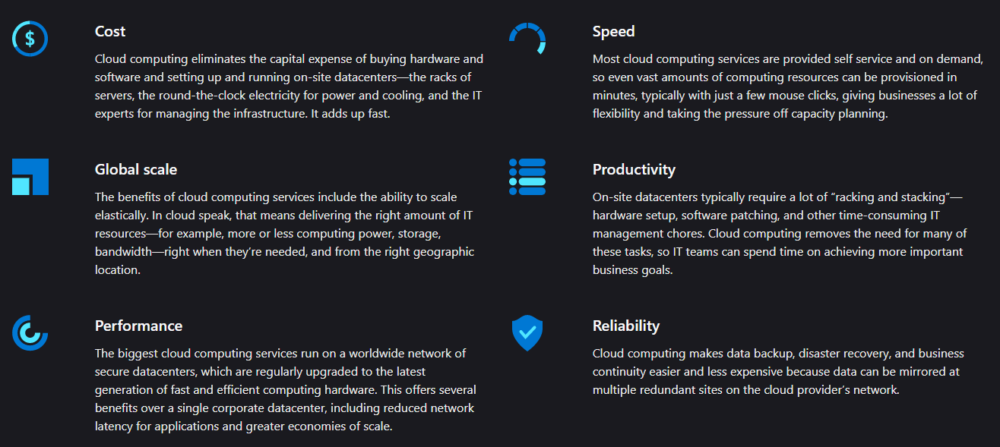 Cost
Cloud computing eliminates the capital expense of buying hardware and
software and setting up and running on-site datacenters—the racks of
servers, the round-the-clock electricity for power and cooling, and the IT
experts for managing the infrastructure. It adds up fast.
Speed
Most cloud computing services are provided self service and on demand,
so even vast amounts of computing resources can be provisioned in
minutes, typically with just a few mouse clicks, giving businesses a lot of
flexibility and taking the pressure off capacity planning.
Global scale
The benefits of cloud computing services include the ability to scale
elastically. In cloud speak, that means delivering the right amount of IT
resources—for example, more or less computing power, storage,
bandwidth—right when they’re needed, and from the right geographic
location.
Productivity
On-site datacenters typically require a lot of “racking and stacking”—
hardware setup, software patching, and other time-consuming IT
management chores. Cloud computing removes the need for many of
these tasks, so IT teams can spend time on achieving more important
business goals.
Performance
The biggest cloud computing services run on a worldwide network of
secure datacenters, which are regularly upgraded to the latest
generation of fast and efficient computing hardware. This offers several
benefits over a single corporate datacenter, including reduced network
latency for applications and greater economies of scale.
Reliability
Cloud computing makes data backup, disaster recovery, and business
continuity easier and less expensive because data can be mirrored at
multiple redundant sites on the cloud provider’s network.